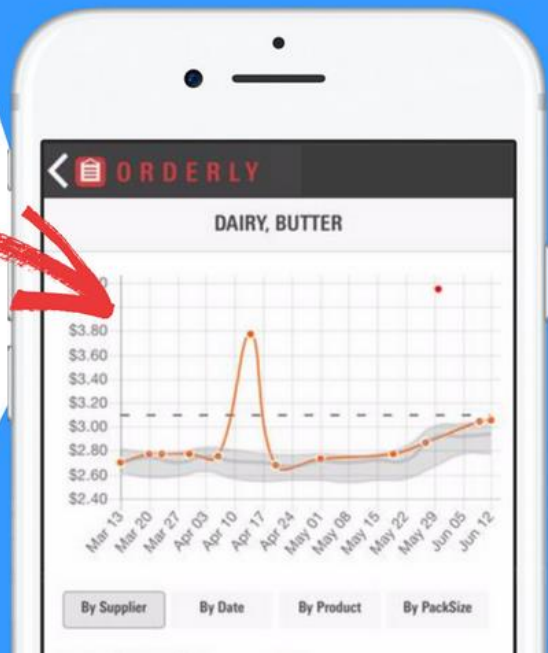 ORDERLY
DAIRY, BUTTER
$3.80
$3.60
$3.40
$3.20
$3.00
$2.80
$2.60
$2.40
Mar 13
Mar 20
Mar 27
Apr 03
Apr 10
Apr 17
Apr 24
May 01
May 08
May 15
May 22
May 29
Jun 05
Jun 12
By Supplier
By Date
By Product
By PackSize